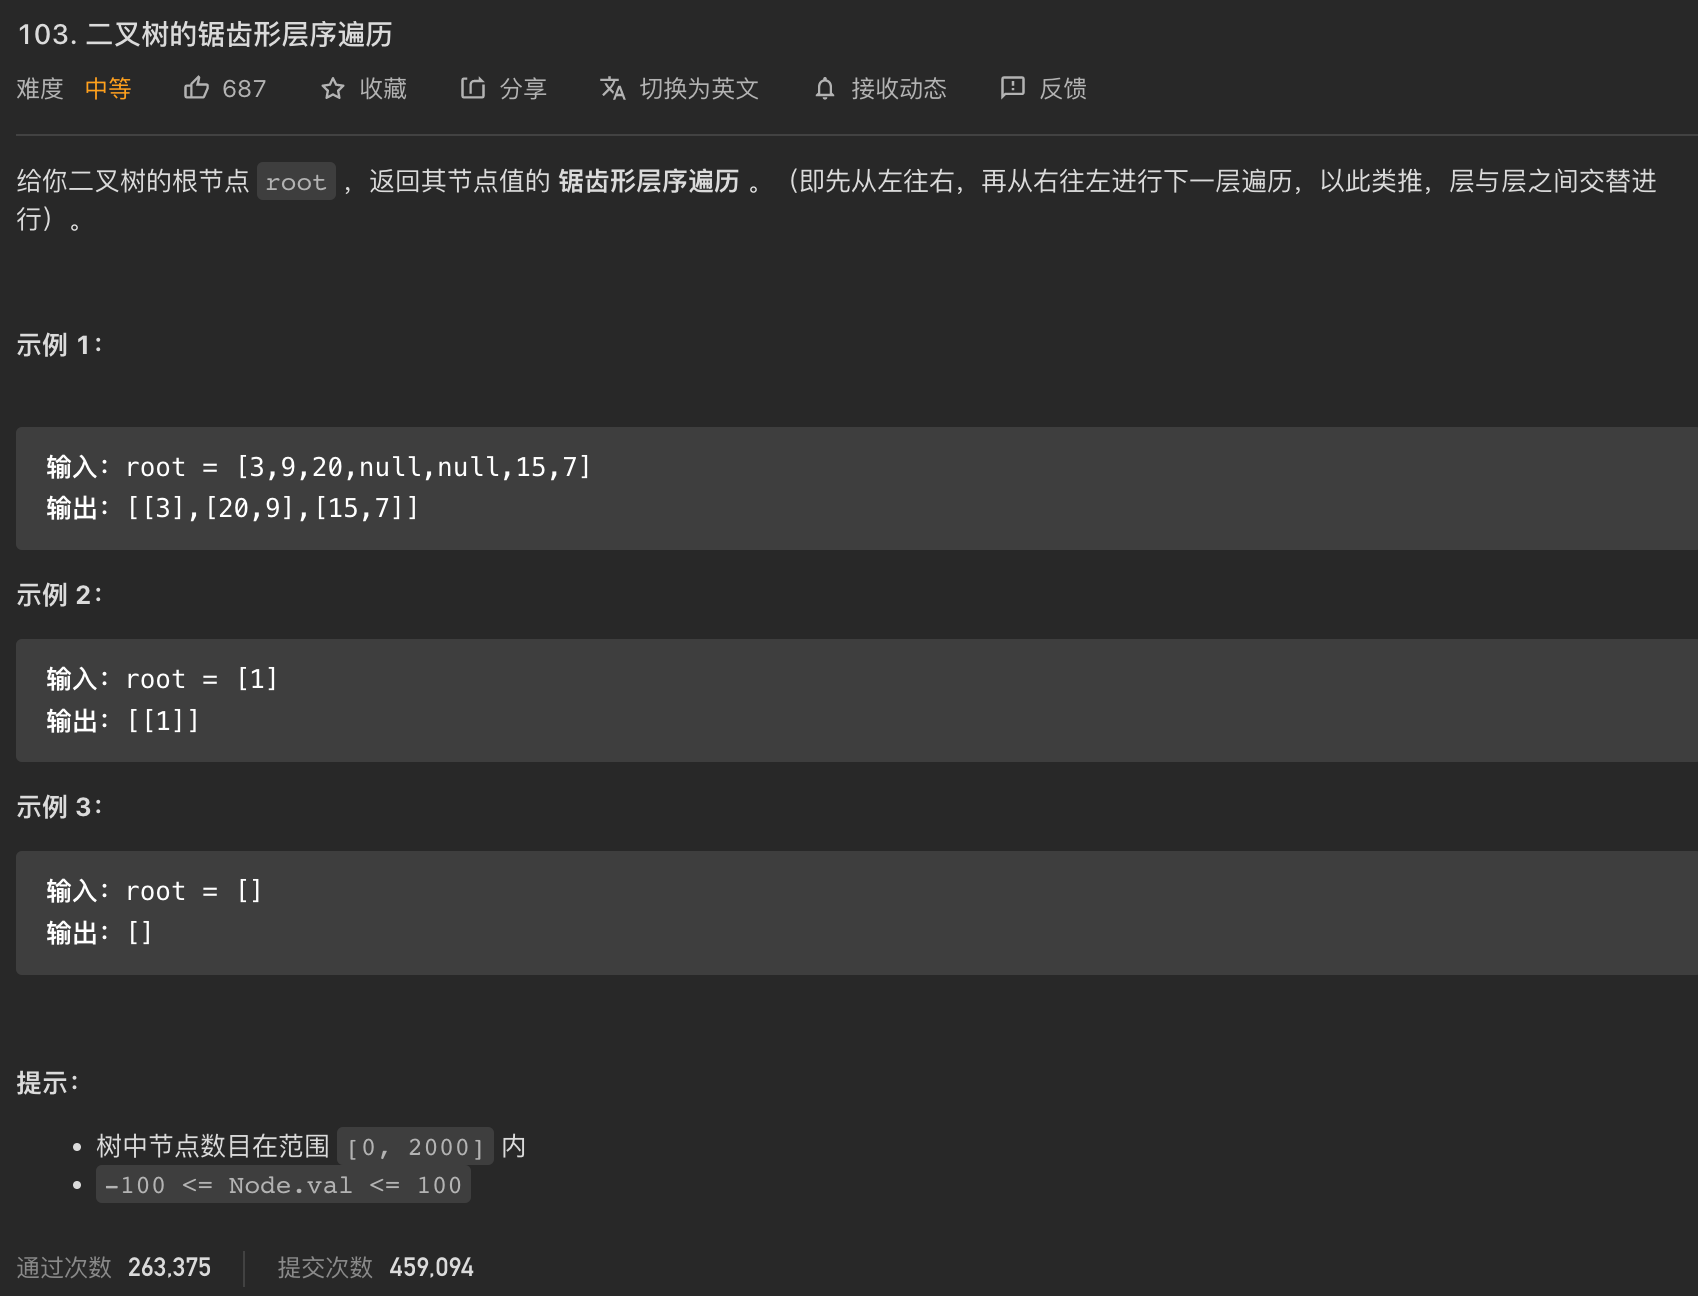 103. 二叉树的锯齿形层序遍历
难度 中等 687 收藏 分享 切换为英文 接收动态 反馈
给你二叉树的根节点 root ，返回其节点值的 锯齿形层序遍历 。（即先从左往右，再从右往左进行下一层遍历，以此类推，层与层之间交替进
行）。
示例 1：
输入：root = [3,9,20,null,null,15,7]
输出：[[3],[20,9],[15,7]]
示例 2：
输入：root = [1]
输出：[[1]]
示例 3：
输入：root = []
输出：[]
提示：
• 树中节点数目在范围 [0, 2000] 内
• -100 <= Node.val <= 100
通过次数 263,375 提交次数 459,094